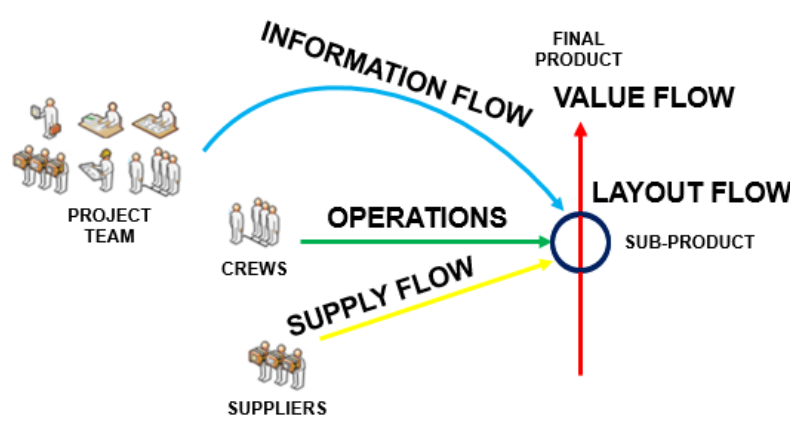 INFORMATION FLOW
FINAL
PRODUCT
VALUE FLOW
PROJECT
TEAM
LAYOUT FLOW
OPERATIONS
SUB-PRODUCT
CREWS
SUPPLY FLOW
SUPPLIERS